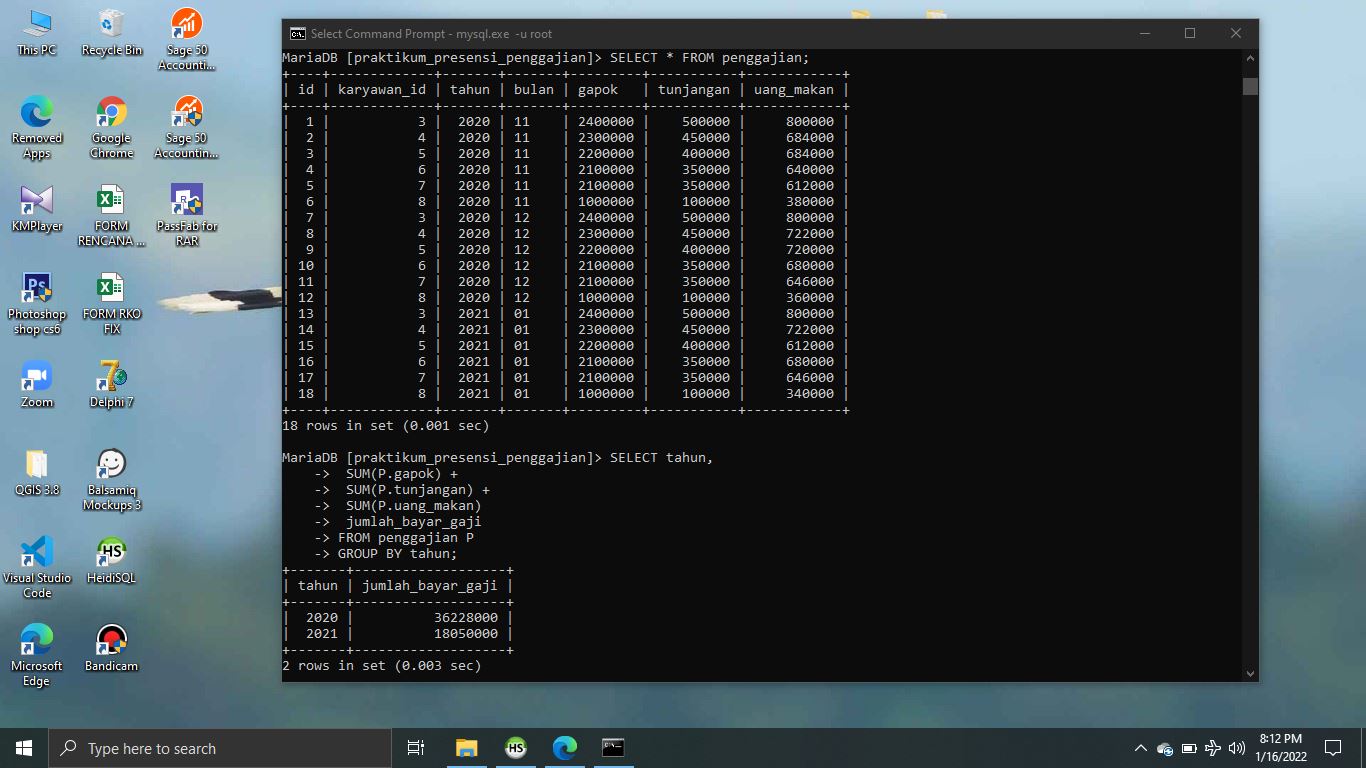 This PC
Recycle Bin
Sage 50
Accounti...
Removed
Apps
Google
Chrome
Sage 50
Accountin...
KMPlayer
FORM
RENCANA ...
PassFab for
RAR
Photoshop
shop cs6
FORM RKO
FIX
Zoom
Delphi 7
QGIS 3.8
Balsamiq
Mockups 3
Visual Studio
Code
HeidiSQL
Microsoft
Edge
Bandicam
Select Command Prompt - mysql.exe  -u root
MariaDB [praktikum_presensi_penggajian]> SELECT * FROM penggajian;
+----+-------------+-------+-------+---------+-----------+------------+
| id | karyawan_id | tahun | bulan | gapok   | tunjangan | uang_makan |
+----+-------------+-------+-------+---------+-----------+------------+
|  1 |           3 |  2020 | 11    | 2400000 |    500000 |     800000 |
|  2 |           4 |  2020 | 11    | 2300000 |    450000 |     684000 |
|  3 |           5 |  2020 | 11    | 2200000 |    400000 |     684000 |
|  4 |           6 |  2020 | 11    | 2100000 |    350000 |     640000 |
|  5 |           7 |  2020 | 11    | 2100000 |    350000 |     612000 |
|  6 |           8 |  2020 | 11    | 1000000 |    100000 |     380000 |
|  7 |           3 |  2020 | 12    | 2400000 |    500000 |     800000 |
|  8 |           4 |  2020 | 12    | 2300000 |    450000 |     722000 |
|  9 |           5 |  2020 | 12    | 2200000 |    400000 |     720000 |
| 10 |           6 |  2020 | 12    | 2100000 |    350000 |     680000 |
| 11 |           7 |  2020 | 12    | 2100000 |    350000 |     646000 |
| 12 |           8 |  2020 | 12    | 1000000 |    100000 |     360000 |
| 13 |           3 |  2021 | 01    | 2400000 |    500000 |     800000 |
| 14 |           4 |  2021 | 01    | 2300000 |    450000 |     722000 |
| 15 |           5 |  2021 | 01    | 2200000 |    400000 |     612000 |
| 16 |           6 |  2021 | 01    | 2100000 |    350000 |     680000 |
| 17 |           7 |  2021 | 01    | 2100000 |    350000 |     646000 |
| 18 |           8 |  2021 | 01    | 1000000 |    100000 |     340000 |
+----+-------------+-------+-------+---------+-----------+------------+
18 rows in set (0.001 sec)
MariaDB [praktikum_presensi_penggajian]> SELECT tahun,
    ->  SUM(P.gapok) +
    ->  SUM(P.tunjangan) +
    ->  SUM(P.uang_makan)
    ->  jumlah_bayar_gaji
    -> FROM penggajian P
    -> GROUP BY tahun;
+-------+-------------------+
| tahun | jumlah_bayar_gaji |
+-------+-------------------+
|  2020 |          36228000 |
|  2021 |          18050000 |
+-------+-------------------+
2 rows in set (0.003 sec)
Type here to search
HS
8:12 PM
1/16/2022